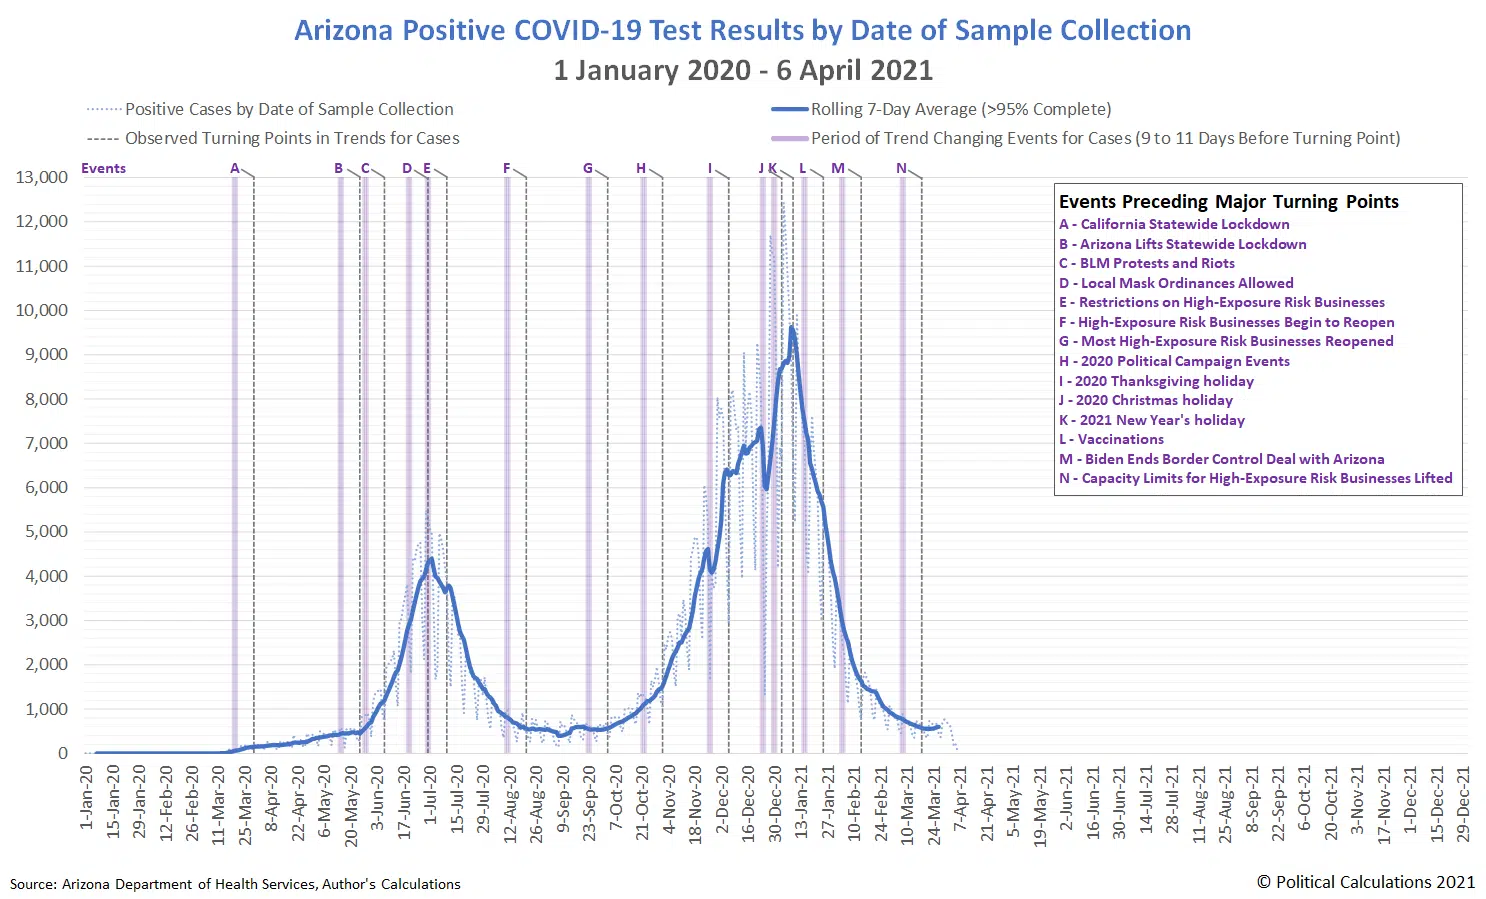 Arizona Positive COVID-19 Test Results by Date of Sample Collection
1 January 2020 - 6 April 2021
Positive Cases by Date of Sample Collection
Rolling 7-Day Average (>95% Complete)
Observed Turning Points in Trends for Cases
Period of Trend Changing Events for Cases (9 to 11 Days Before Turning Point)
Events A B C D E F G H I J K L M N
13,000
12,000
11,000
10,000
9,000
8,000
7,000
6,000
5,000
4,000
3,000
2,000
1,000
0
Events Preceding Major Turning Points
A - California Statewide Lockdown
B - Arizona Lifts Statewide Lockdown
C - BLM Protests and Riots
D - Local Mask Ordinances Allowed
E - Restrictions on High-Exposure Risk Businesses
F - High-Exposure Risk Businesses Begin to Reopen
G - Most High-Exposure Risk Businesses Reopened
H - 2020 Political Campaign Events
I - 2020 Thanksgiving holiday
J - 2020 Christmas holiday
K - 2021 New Year's holiday
L - Vaccinations
M - Biden Ends Border Control Deal with Arizona
N - Capacity Limits for High-Exposure Risk Businesses Lifted
1-Jan-20
15-Jan-20
29-Jan-20
12-Feb-20
26-Feb-20
11-Mar-20
25-Mar-20
8-Apr-20
22-Apr-20
6-May-20
20-May-20
3-Jun-20
17-Jun-20
1-Jul-20
15-Jul-20
29-Jul-20
12-Aug-20
26-Aug-20
9-Sep-20
23-Sep-20
7-Oct-20
21-Oct-20
4-Nov-20
18-Nov-20
2-Dec-20
16-Dec-20
30-Dec-20
13-Jan-21
27-Jan-21
10-Feb-21
24-Feb-21
10-Mar-21
24-Mar-21
7-Apr-21
21-Apr-21
5-May-21
19-May-21
2-Jun-21
16-Jun-21
30-Jun-21
14-Jul-21
28-Jul-21
11-Aug-21
25-Aug-21
8-Sep-21
22-Sep-21
6-Oct-21
20-Oct-21
3-Nov-21
17-Nov-21
1-Dec-21
15-Dec-21
29-Dec-21
Source: Arizona Department of Health Services, Author's Calculations
© Political Calculations 2021